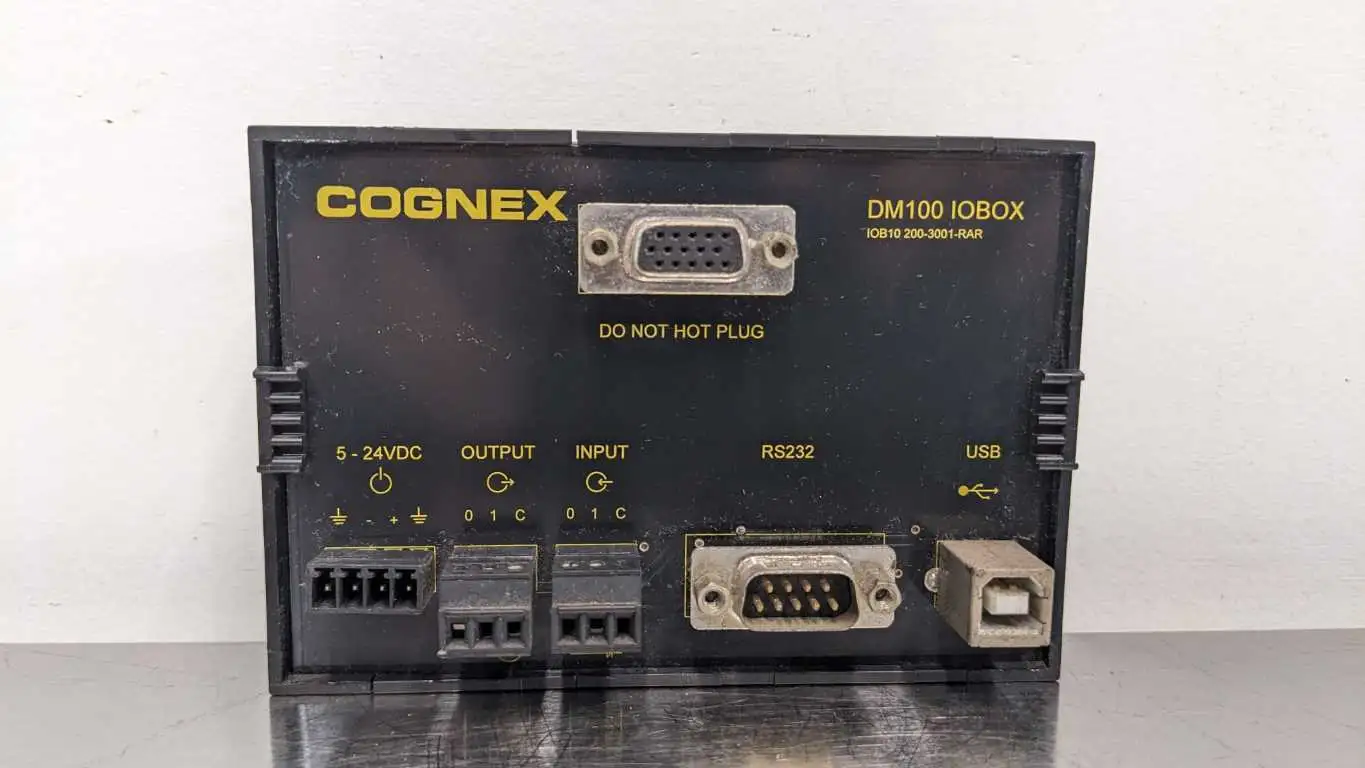 COGNEX
DM100 IOBOX
IOB10 200-3001-RAR
DO NOT HOT PLUG
5 - 24VDC OUTPUT INPUT RS232 USB
- + 0 1 C 0 1 C